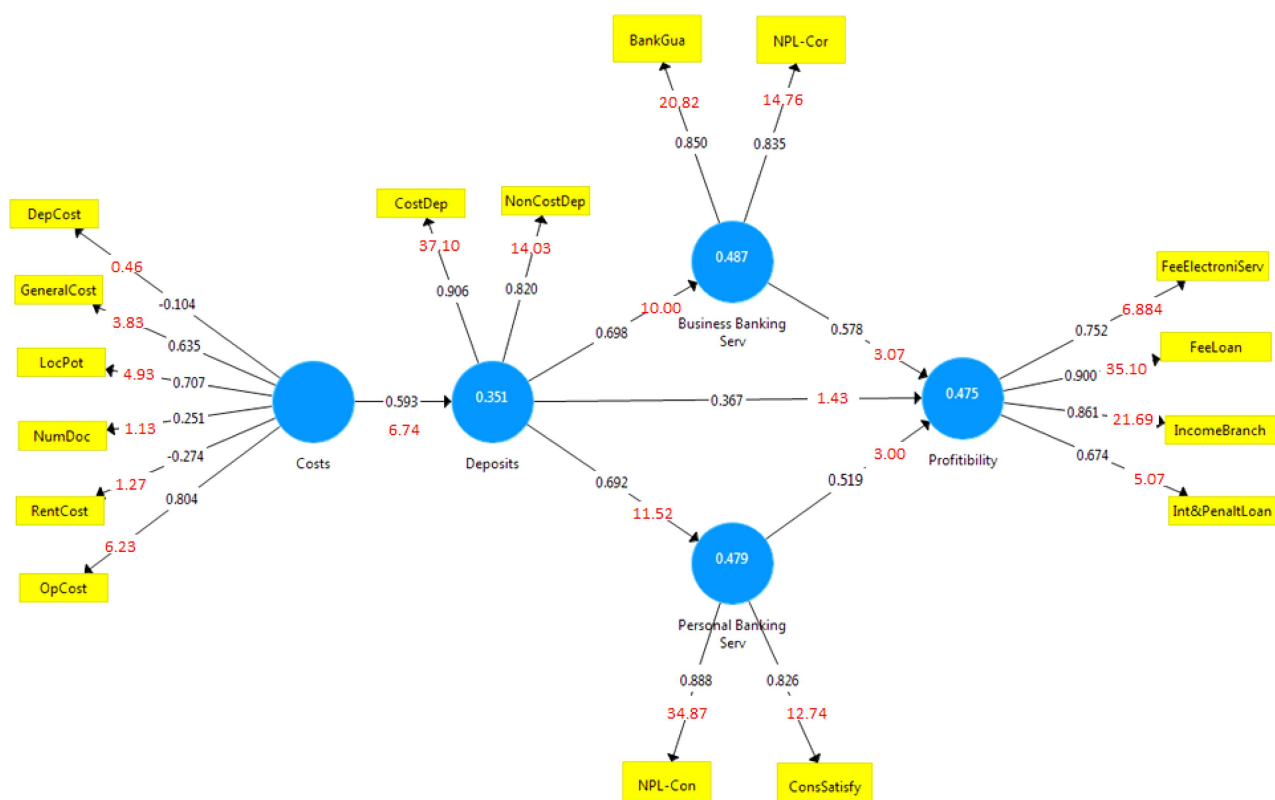 BankGua
NPL-Cor
20.82
14.76
0.850
0.835
DepCost
CostDep
NonCostDep
37.10
14.03
0.46
0.906
0.820
0.487
FeeElectroniServ
GeneralCost
-0.104
6.884
3.83
0.635
0.698
10.00
Business Banking
Serv
0.578
0.752
FeeLoan
LocPot
4.93
0.707
3.07
0.900
35.10
0.593
0.351
0.367
1.43
0.475
0.861
21.69
NumDoc
1.13
0.251
6.74
IncomeBranch
-0.274
Costs
Deposits
3.00
Profitibility
0.674
1.27
0.692
0.519
5.07
RentCost
0.804
11.52
Int&PenaltLoan
6.23
0.479
OpCost
Personal Banking
Serv
0.888
0.826
34.87
12.74
NPL-Con
ConsSatisfy